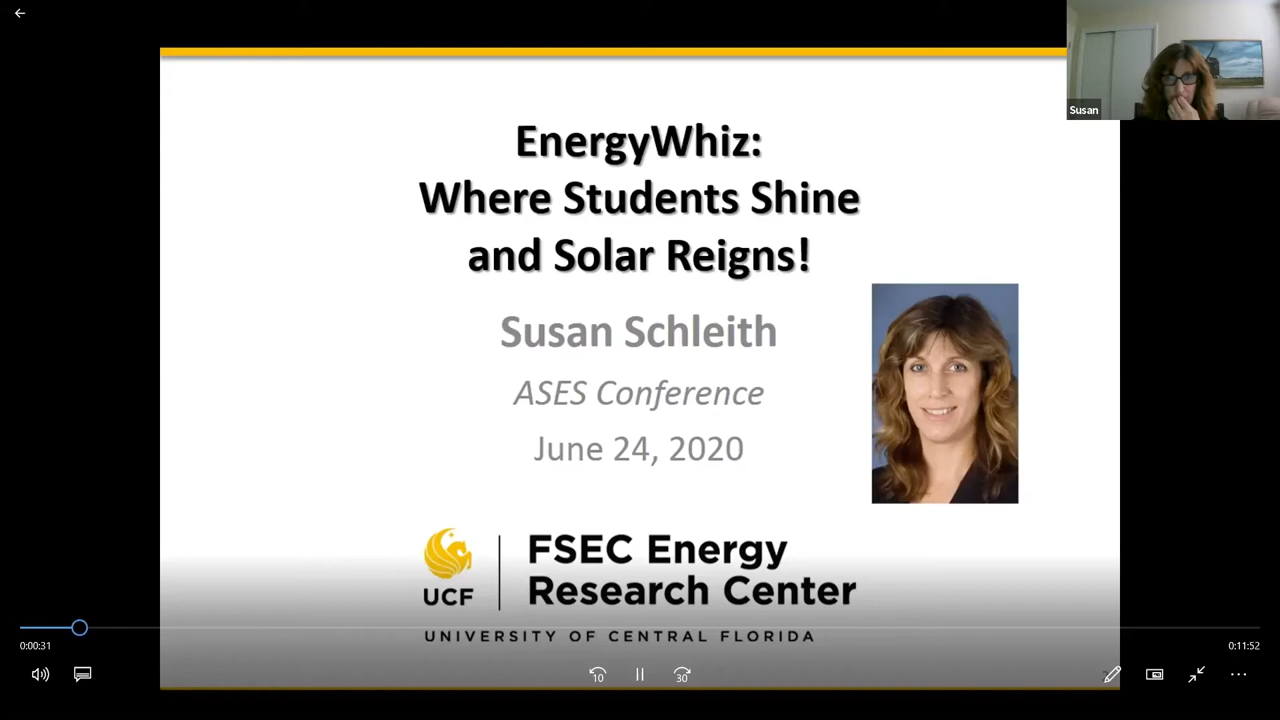 Susan
EnergyWhiz:
Where Students Shine
and Solar Reigns!
Susan Schleith
ASES Conference
June 24, 2020
UCF
FSEC Energy
Research Center
UNIVERSITY OF CENTRAL FLORIDA
0:00:31
0:11:52
10
30